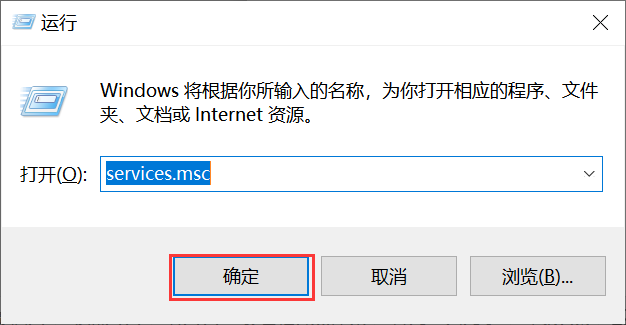 运行
Windows 将根据你所输入的名称，为你打开相应的程序、文件
夹、文档或 Internet 资源。
打开(O): services.msc
确定 取消 浏览(B)...